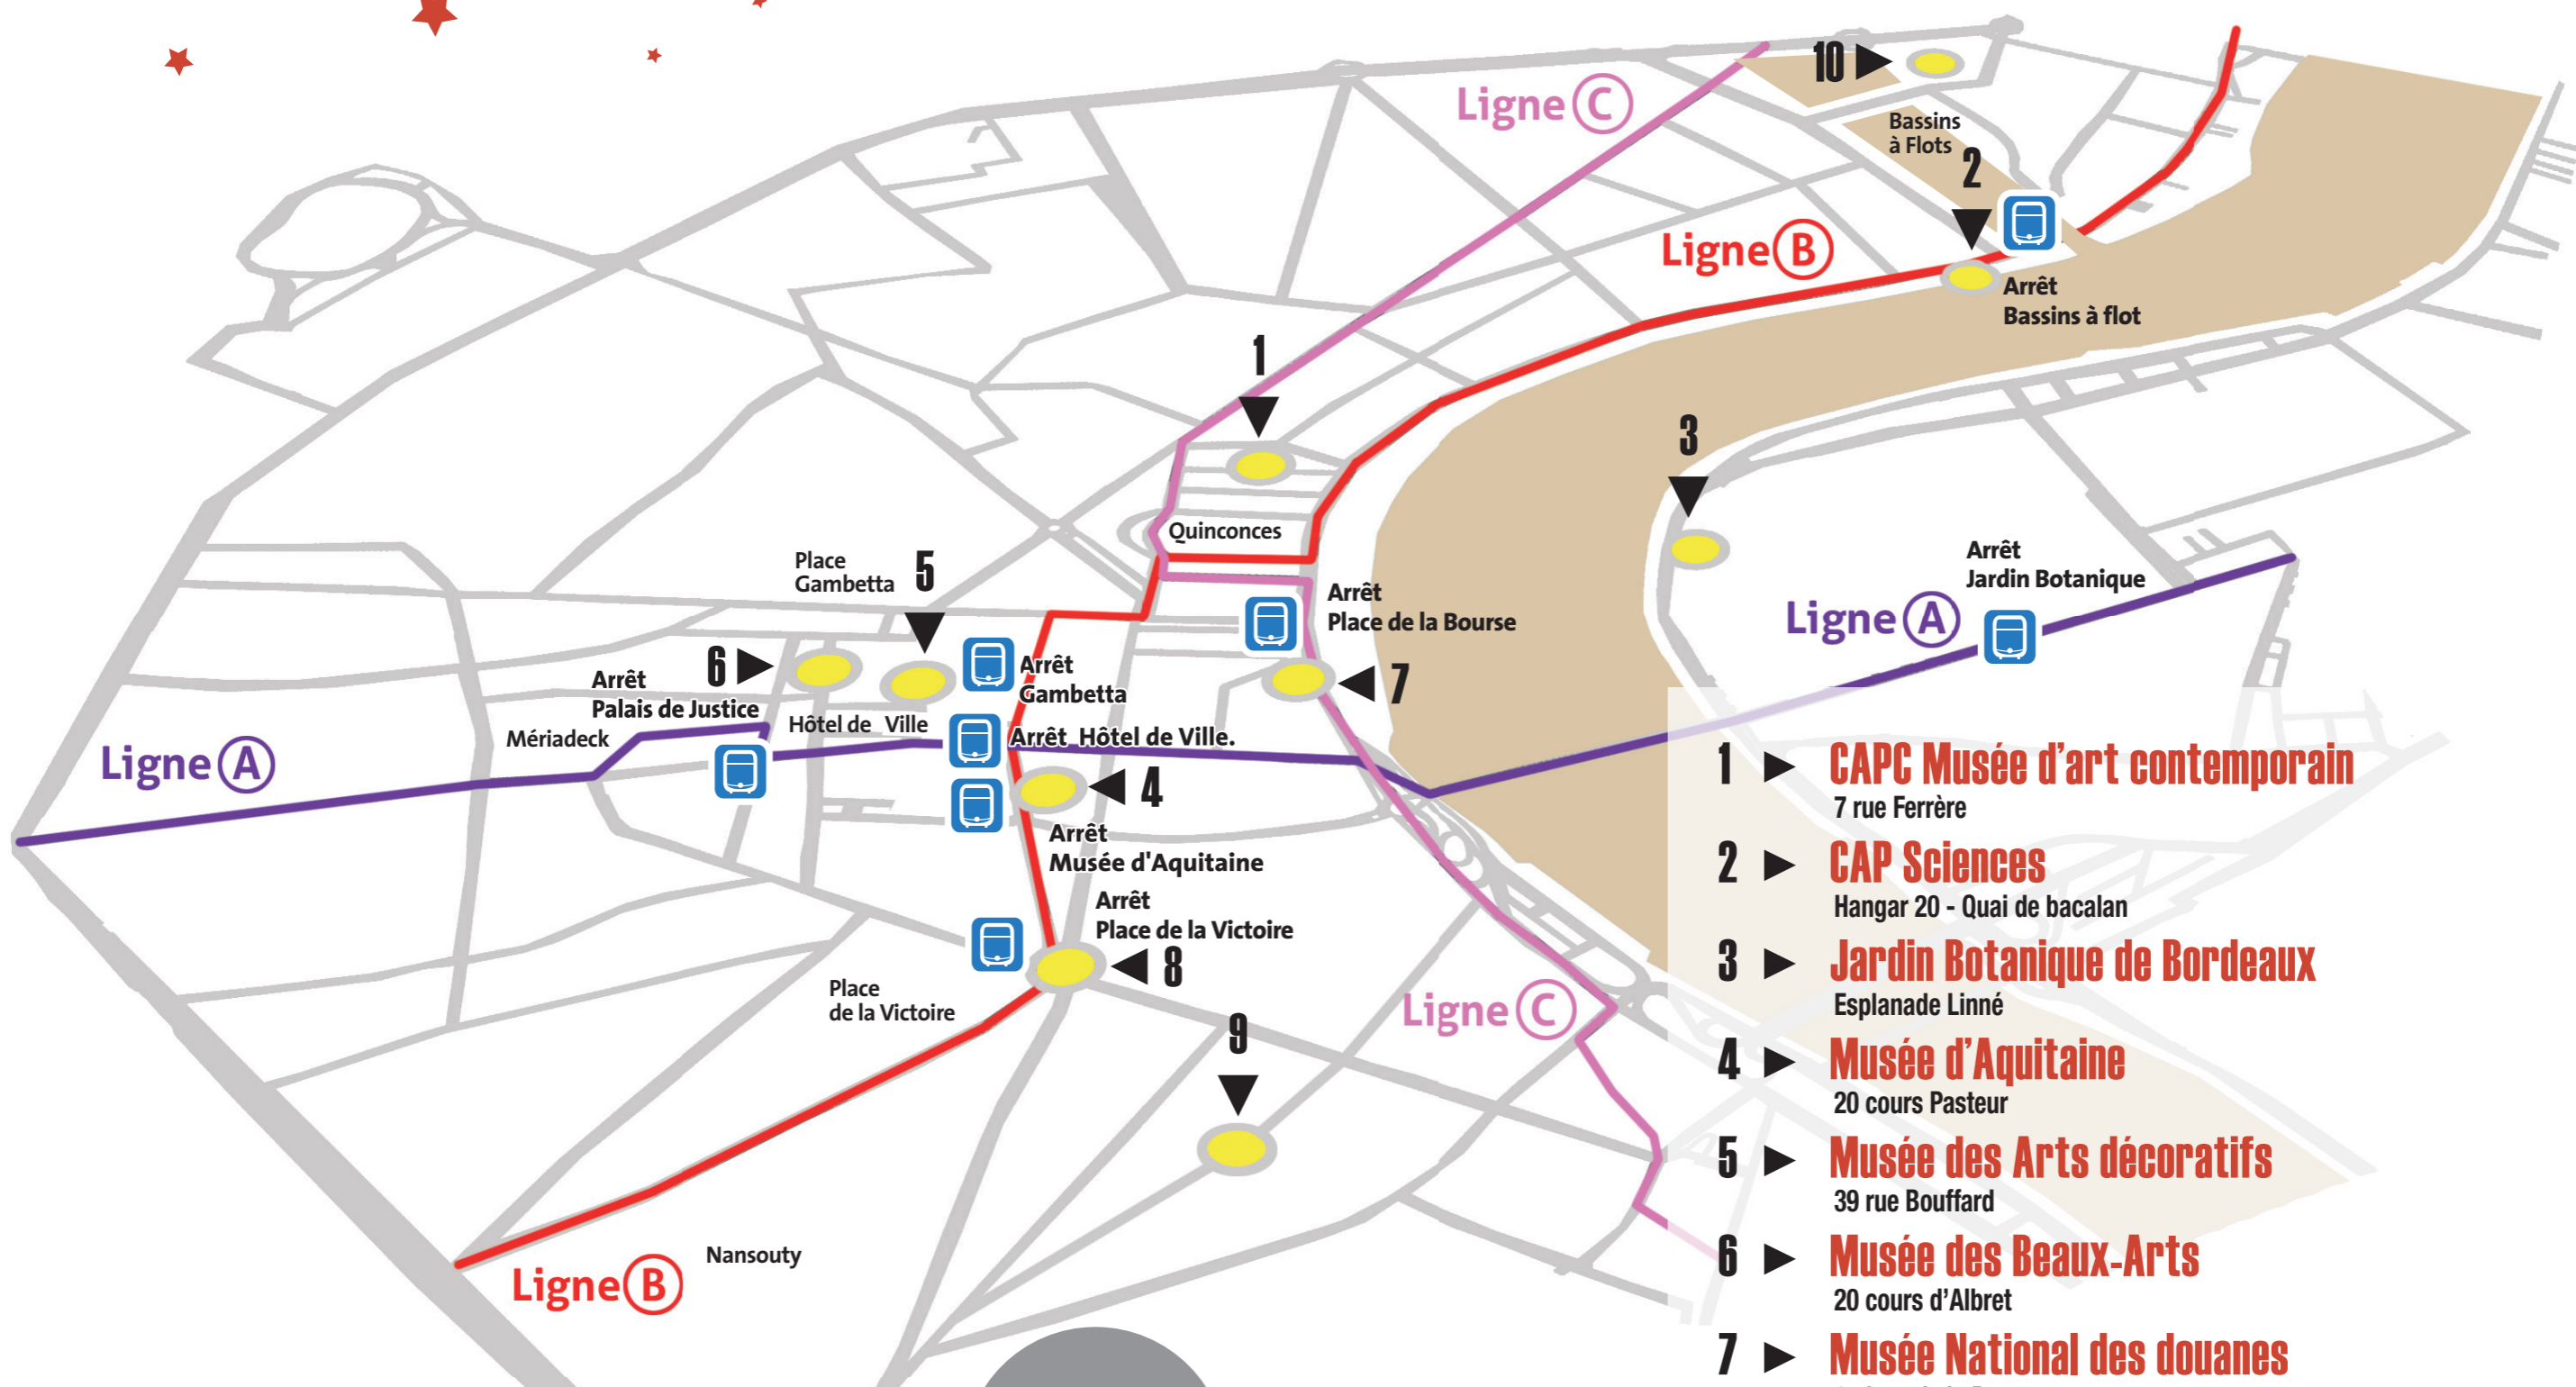 10
Ligne C
Bassins
à Flots
2
Ligne B
Arrêt
Bassins à flot
1
3
Quinconces
Place
Gambetta
5
Arrêt
Jardin Botanique
Arrêt
Place de la Bourse
Ligne A
6
Arrêt
Gambetta
7
Arrêt
Palais de Justice
Hôtel de Ville
Mériadeck
Arrêt Hôtel de Ville.
Ligne A
4
Arrêt
Musée d'Aquitaine
Arrêt
Place de la Victoire
8
Place
de la Victoire
Ligne C
9
Nansouty
Ligne B
1 CAPC Musée d'art contemporain
7 rue Ferrère
2 CAP Sciences
Hangar 20 - Quai de bacalan
3 Jardin Botanique de Bordeaux
Esplanade Linné
4 Musée d'Aquitaine
20 cours Pasteur
5 Musée des Arts décoratifs
39 rue Bouffard
6 Musée des Beaux-Arts
20 cours d'Albret
7 Musée National des douanes